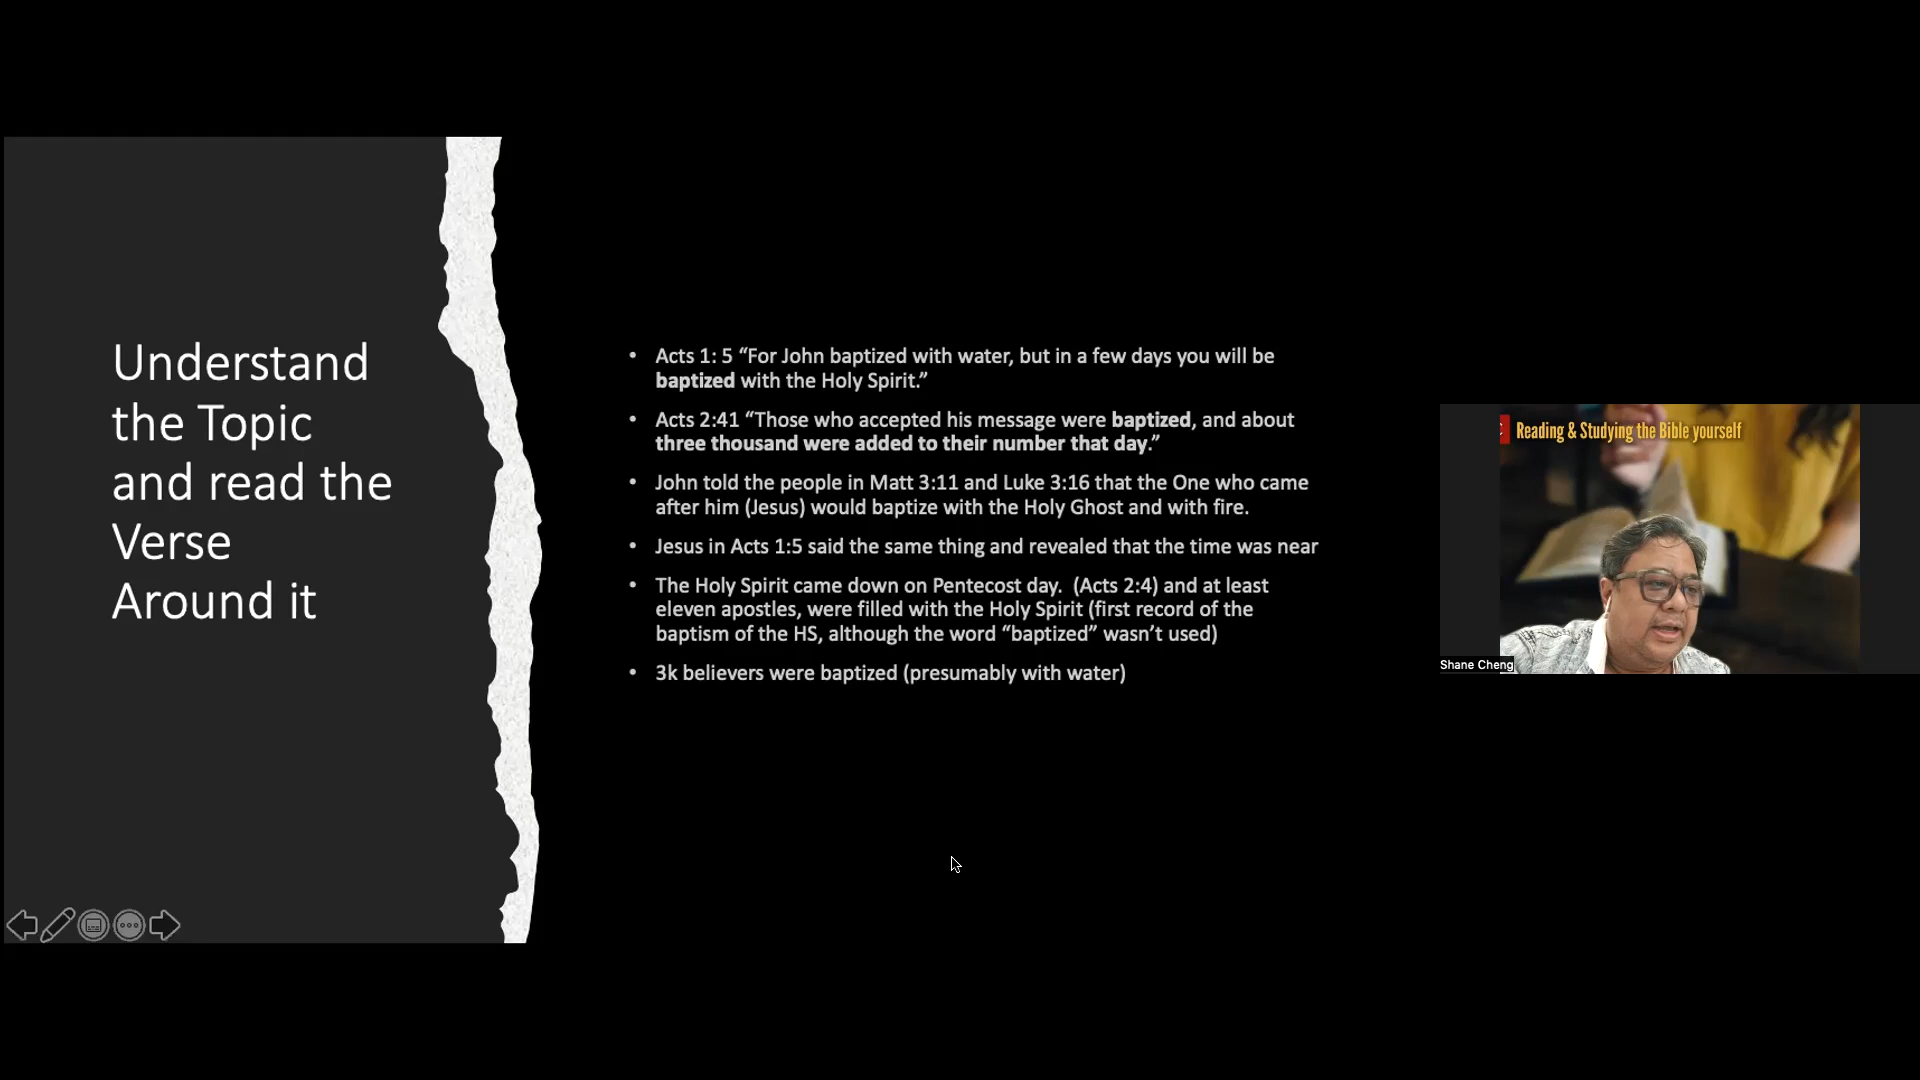 Understand
the Topic
and read the
Verse
Around it
• Acts 1: 5 “For John baptized with water, but in a few days you will be
baptized with the Holy Spirit.”
• Acts 2:41 “Those who accepted his message were baptized, and about
three thousand were added to their number that day.”
• John told the people in Matt 3:11 and Luke 3:16 that the One who came
after him (Jesus) would baptize with the Holy Ghost and with fire.
• Jesus in Acts 1:5 said the same thing and revealed that the time was near
• The Holy Spirit came down on Pentecost day.  (Acts 2:4) and at least
eleven apostles, were filled with the Holy Spirit (first record of the
baptism of the HS, although the word “baptized” wasn’t used)
• 3k believers were baptized (presumably with water)
Reading & Studying the Bible yourself
Shane Cheng